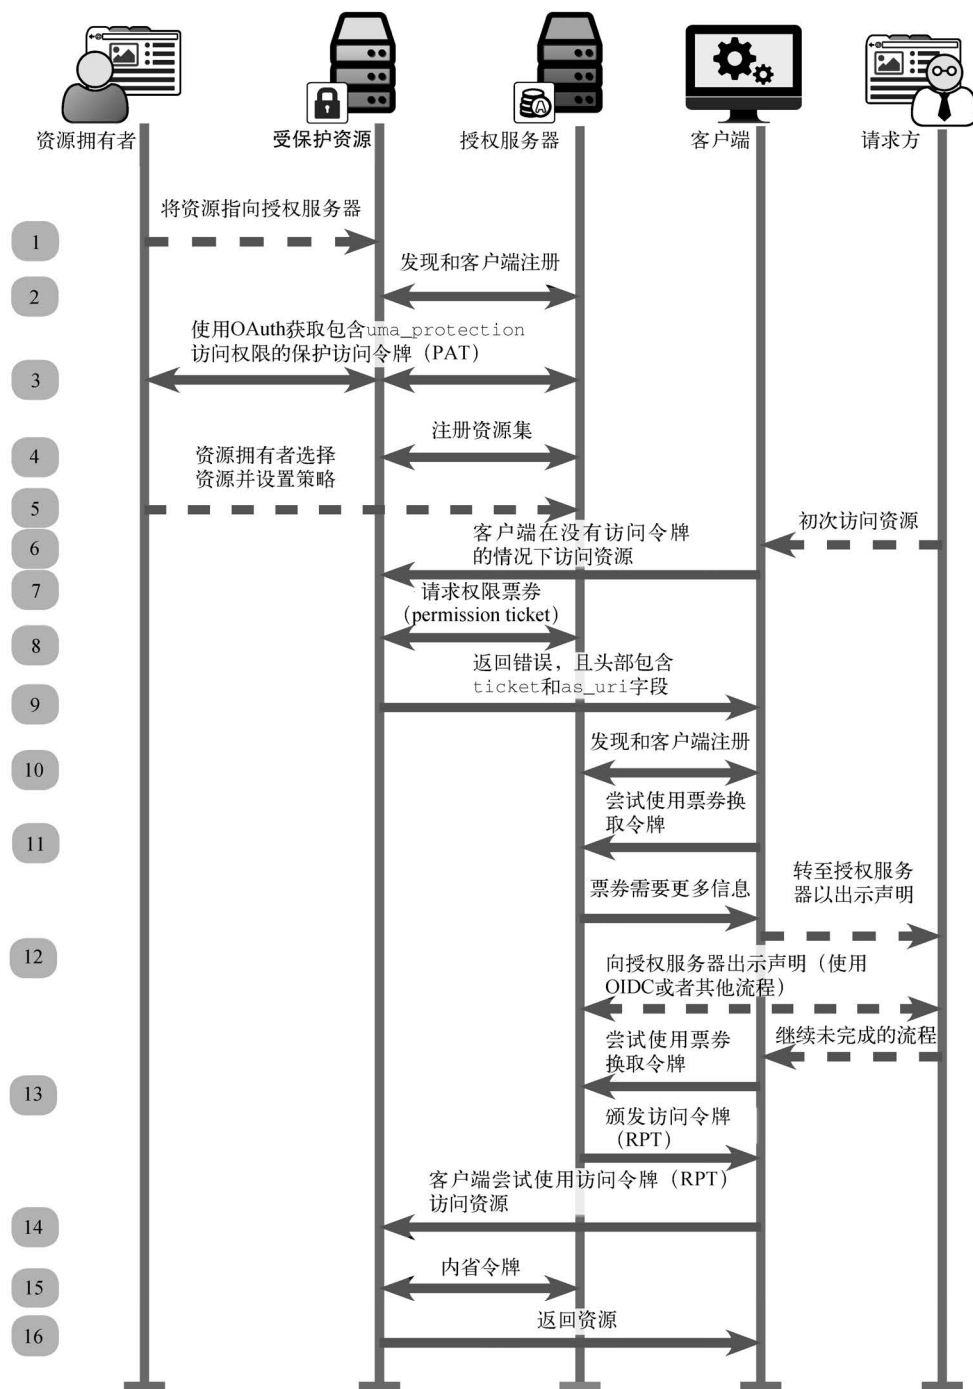 A
资源拥有者
受保护资源
授权服务器
客户端
请求方
将资源指向授权服务器
1
发现和客户端注册
2
使用OAuth获取包含uma_protection
访问权限的保护访问令牌（PAT）
3
注册资源集
4
资源拥有者选择
资源并设置策略
5
初次访问资源
6
客户端在没有访问令牌
的情况下访问资源
7
请求权限票券
（permission ticket）
8
返回错误，且头部包含
ticket和as_uri字段
9
发现和客户端注册
10
尝试使用票券换
取令牌
11
票券需要更多信息
转至授权服务
器以出示声明
12
向授权服务器出示声明（使用
OIDC或者其他流程）
继续未完成的流程
尝试使用票券
换取令牌
13
颁发访问令牌
（RPT）
客户端尝试使用访问令牌（RPT）
访问资源
14
内省令牌
15
返回资源
16